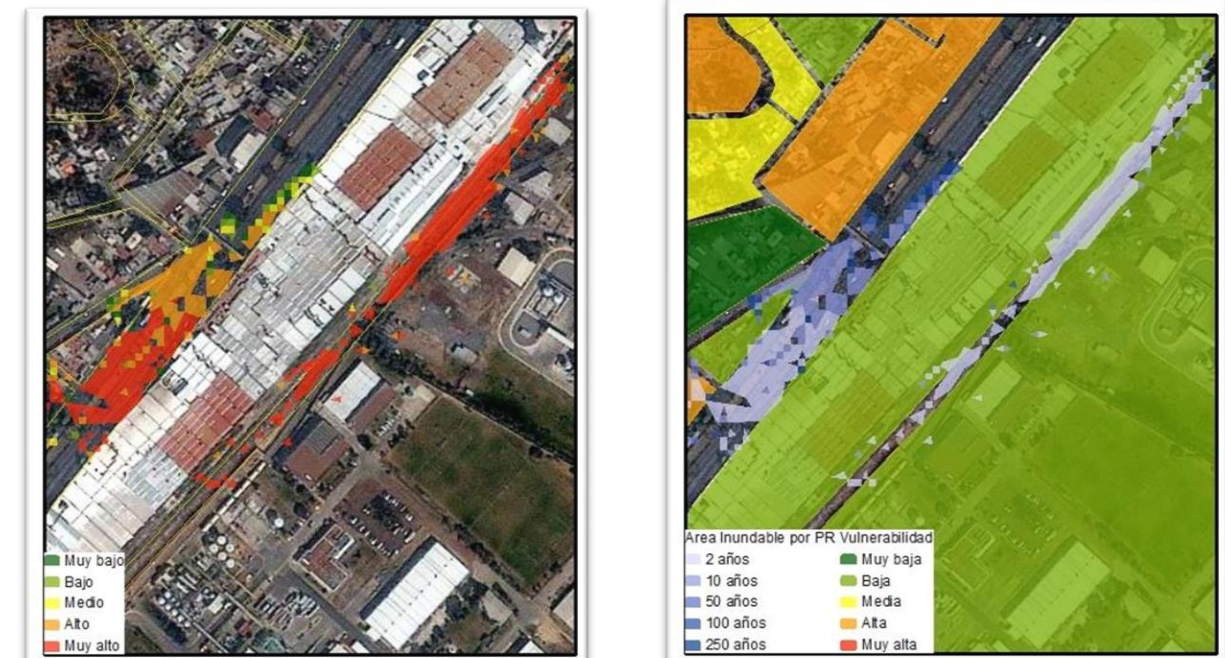 Muy bajo
Bajo
Medio
Alto
Muy alto
Area Inundable por PR Vulnerabilidad
2 años Muy baja
10 años Baja
50 años Media
100 años Alta
250 años Muy alta